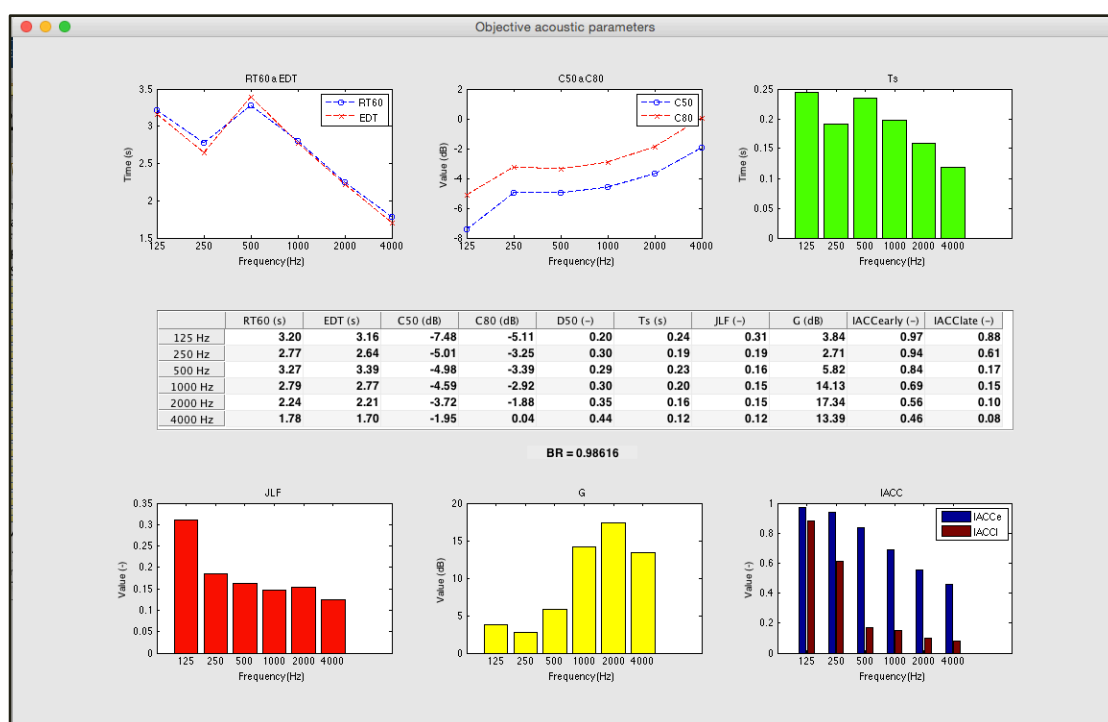 Objective acoustic parameters
RT60&EDT
3.5
3
2.5
2
1.5
Time (s)
125 250 500 1000 2000 4000
Frequency(Hz)
RT60
EDT
C50&C80
2
0
-2
-4
-6
-8
Value (dB)
125 250 500 1000 2000 4000
Frequency(Hz)
C50
C80
Ts
0.25
0.2
0.15
0.1
0.05
0
Time (s)
125 250 500 1000 2000 4000
Frequency(Hz)
RT60 (s) EDT (s) C50 (dB) C80 (dB) D50 (-) Ts (s) JLF (-) G (dB) IACCearly (-) IACClate (-)
125 Hz 3.20 3.16 -7.48 -5.11 0.20 0.24 0.31 3.84 0.97 0.88
250 Hz 2.77 2.64 -5.01 -3.25 0.30 0.19 0.19 2.71 0.94 0.61
500 Hz 3.27 3.39 -4.98 -3.39 0.29 0.23 0.16 5.82 0.84 0.17
1000 Hz 2.79 2.77 -4.59 -2.92 0.30 0.20 0.15 14.13 0.69 0.15
2000 Hz 2.24 2.21 -3.72 -1.88 0.35 0.16 0.15 17.34 0.56 0.10
4000 Hz 1.78 1.70 -1.95 0.04 0.44 0.12 0.12 13.39 0.46 0.08
BR = 0.98616
JLF
0.35
0.3
0.25
0.2
0.15
0.1
0.05
0
Value (-)
125 250 500 1000 2000 4000
Frequency(Hz)
G
20
15
10
5
0
Value (dB)
125 250 500 1000 2000 4000
Frequency(Hz)
IACC
1
0.8
0.6
0.4
0.2
0
Value (-)
125 250 500 1000 2000 4000
Frequency(Hz)
IACCe
IACCl